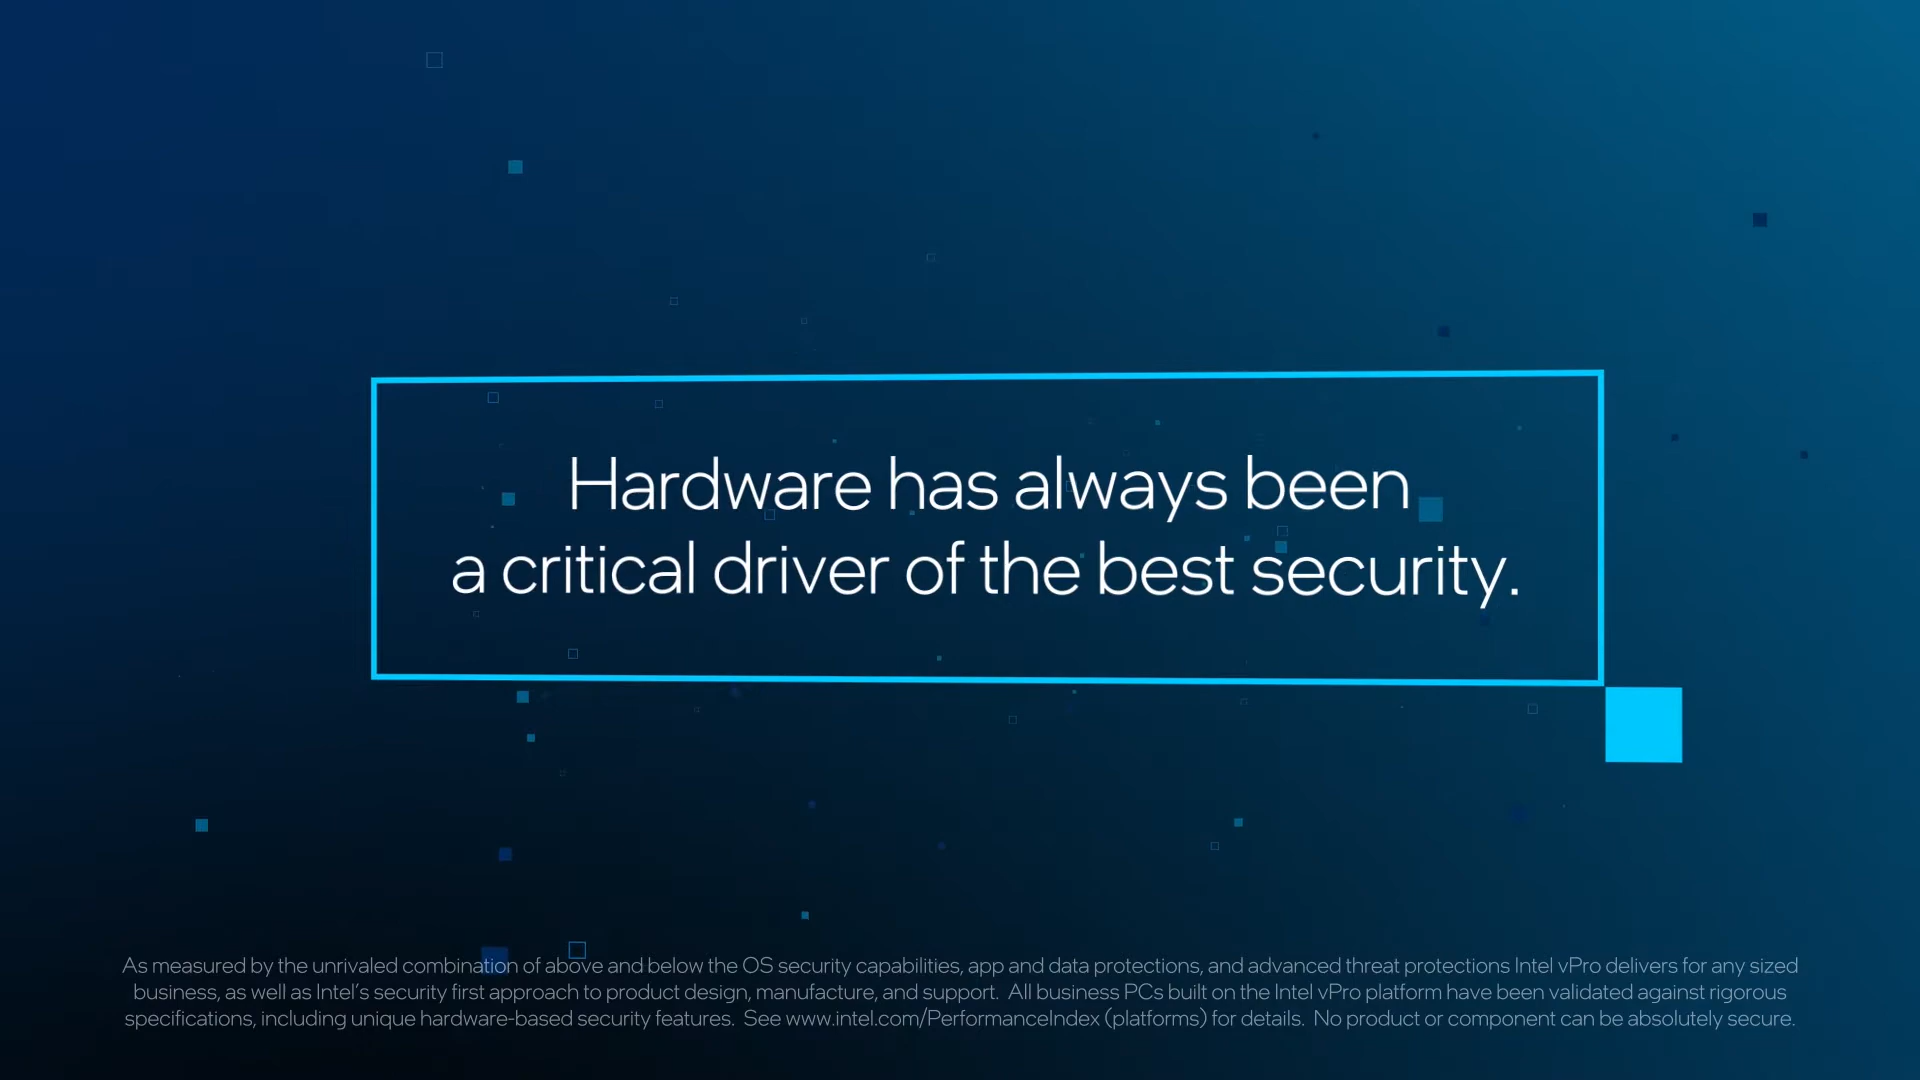 Hardware has always been
a critical driver of the best security.
As measured by the unrivaled combination of above and below the OS security capabilities, app and data protections, and advanced threat protections Intel vPro delivers for any sized
business, as well as Intel's security first approach to product design, manufacture, and support.  All business PCs built on the Intel vPro platform have been validated against rigorous
specifications, including unique hardware-based security features.  See www.intel.com/PerformanceIndex (platforms) for details.  No product or component can be absolutely secure.